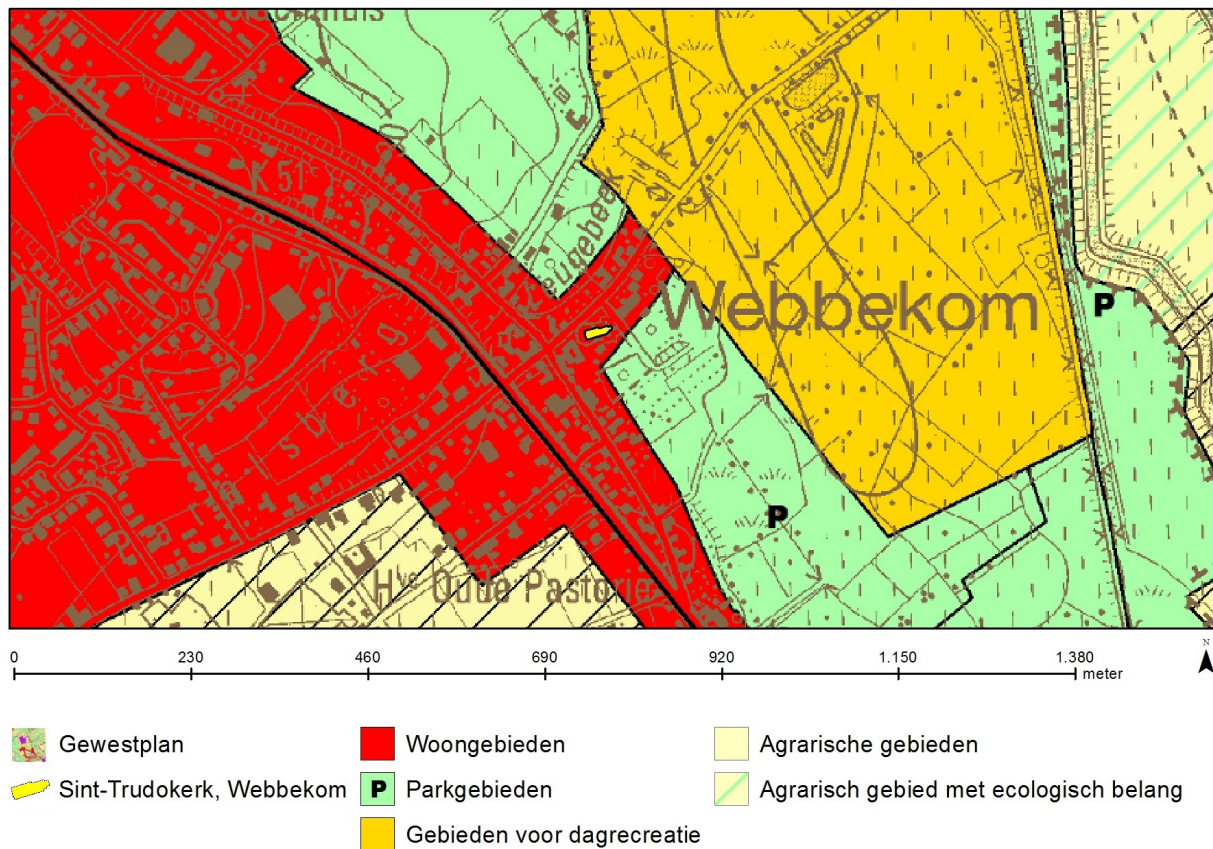 K 51
Webbekom
P
P
Hve Oude Pastorie
0 230 460 690 920 1.150 1.380 meter
N
Gewestplan
Sint-Trudokerk, Webbekom
Woongebieden
P Parkgebieden
Gebieden voor dagrecreatie
Agrarische gebieden
Agrarisch gebied met ecologisch belang